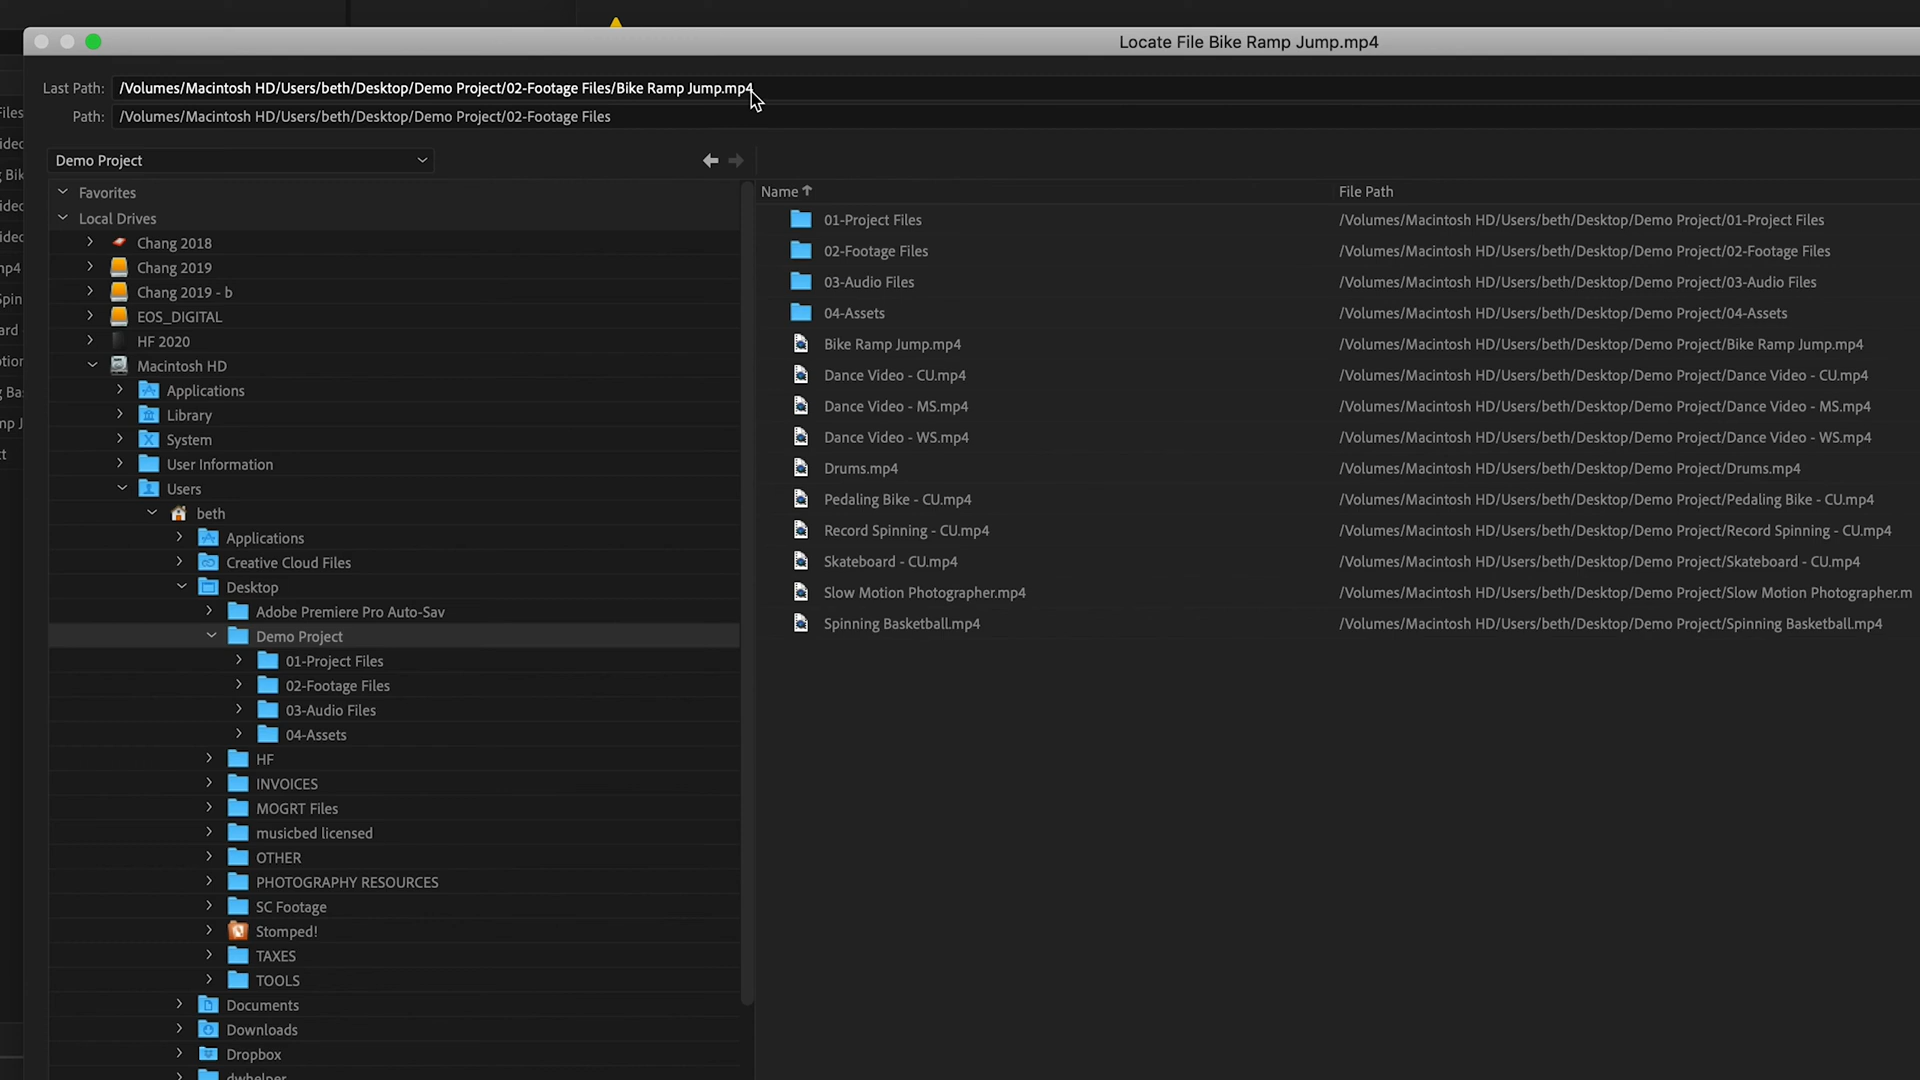 Locate File Bike Ramp Jump.mp4
Last Path: /Volumes/Macintosh HD/Users/beth/Desktop/Demo Project/02-Footage Files/Bike Ramp Jump.mp4
Path: /Volumes/Macintosh HD/Users/beth/Desktop/Demo Project/02-Footage Files
Demo Project
Favorites
Local Drives
Chang 2018
Chang 2019
Chang 2019 - b
EOS_DIGITAL
HF 2020
Macintosh HD
Applications
Library
System
User Information
Users
beth
Applications
Creative Cloud Files
Desktop
Adobe Premiere Pro Auto-Sav
Demo Project
01-Project Files
02-Footage Files
03-Audio Files
04-Assets
HF
INVOICES
MOGRT Files
musicbed licensed
OTHER
PHOTOGRAPHY RESOURCES
SC Footage
Stomped!
TAXES
TOOLS
Documents
Downloads
Dropbox
dwhelper
Name File Path
01-Project Files /Volumes/Macintosh HD/Users/beth/Desktop/Demo Project/01-Project Files
02-Footage Files /Volumes/Macintosh HD/Users/beth/Desktop/Demo Project/02-Footage Files
03-Audio Files /Volumes/Macintosh HD/Users/beth/Desktop/Demo Project/03-Audio Files
04-Assets /Volumes/Macintosh HD/Users/beth/Desktop/Demo Project/04-Assets
Bike Ramp Jump.mp4 /Volumes/Macintosh HD/Users/beth/Desktop/Demo Project/Bike Ramp Jump.mp4
Dance Video - CU.mp4 /Volumes/Macintosh HD/Users/beth/Desktop/Demo Project/Dance Video - CU.mp4
Dance Video - MS.mp4 /Volumes/Macintosh HD/Users/beth/Desktop/Demo Project/Dance Video - MS.mp4
Dance Video - WS.mp4 /Volumes/Macintosh HD/Users/beth/Desktop/Demo Project/Dance Video - WS.mp4
Drums.mp4 /Volumes/Macintosh HD/Users/beth/Desktop/Demo Project/Drums.mp4
Pedaling Bike - CU.mp4 /Volumes/Macintosh HD/Users/beth/Desktop/Demo Project/Pedaling Bike - CU.mp4
Record Spinning - CU.mp4 /Volumes/Macintosh HD/Users/beth/Desktop/Demo Project/Record Spinning - CU.mp4
Skateboard - CU.mp4 /Volumes/Macintosh HD/Users/beth/Desktop/Demo Project/Skateboard - CU.mp4
Slow Motion Photographer.mp4 /Volumes/Macintosh HD/Users/beth/Desktop/Demo Project/Slow Motion Photographer.m
Spinning Basketball.mp4 /Volumes/Macintosh HD/Users/beth/Desktop/Demo Project/Spinning Basketball.mp4